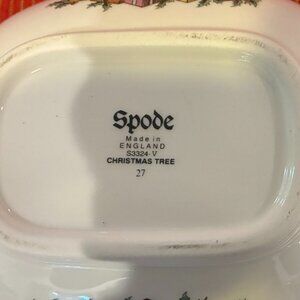 Spode
Made in
ENGLAND
S3324-V
CHRISTMAS TREE
27